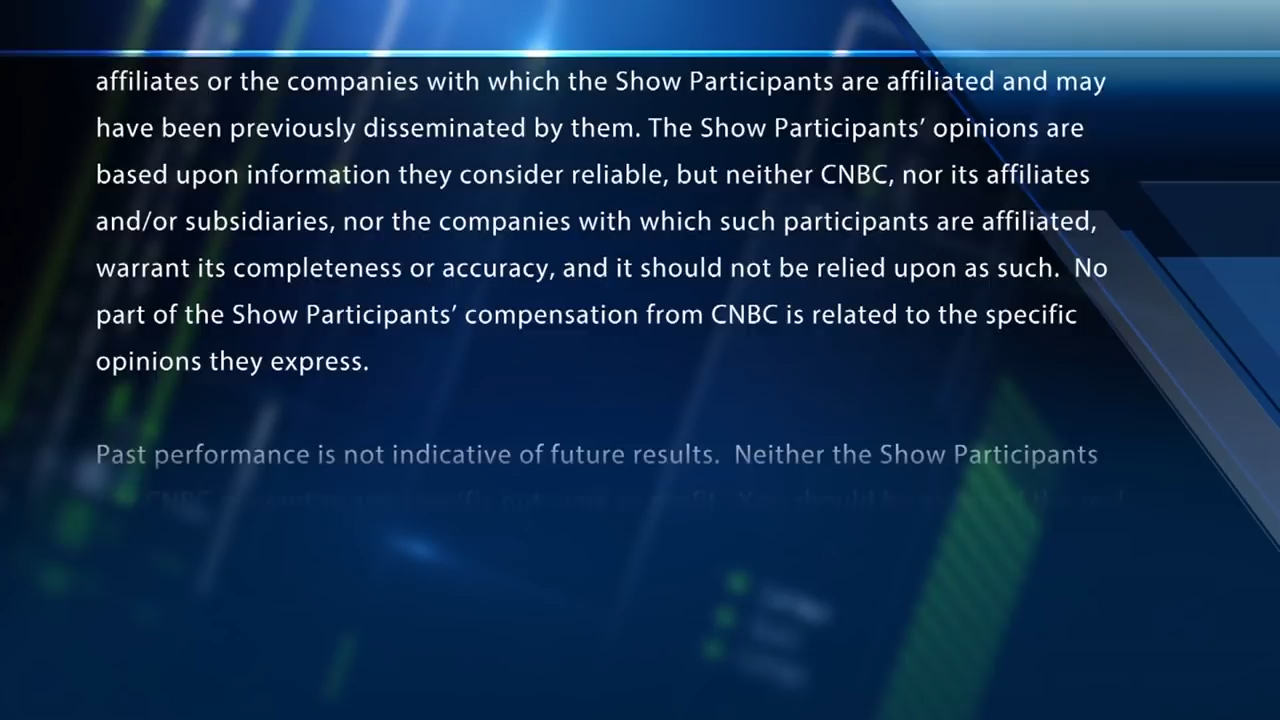 affiliates or the companies with which the Show Participants are affiliated and may
have been previously disseminated by them. The Show Participants’ opinions are
based upon information they consider reliable, but neither CNBC, nor its affiliates
and/or subsidiaries, nor the companies with which such participants are affiliated,
warrant its completeness or accuracy, and it should not be relied upon as such.  No
part of the Show Participants’ compensation from CNBC is related to the specific
opinions they express.
Past performance is not indicative of future results.  Neither the Show Participants
CNBC